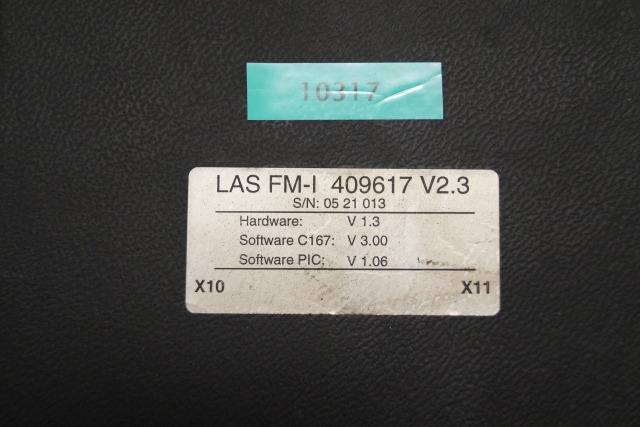 10317
LAS FM-I 409617 V2.3
S/N: 05 21 013
Hardware: V 1.3
Software C167: V 3.00
Software PIC: V 1.06
X10 X11